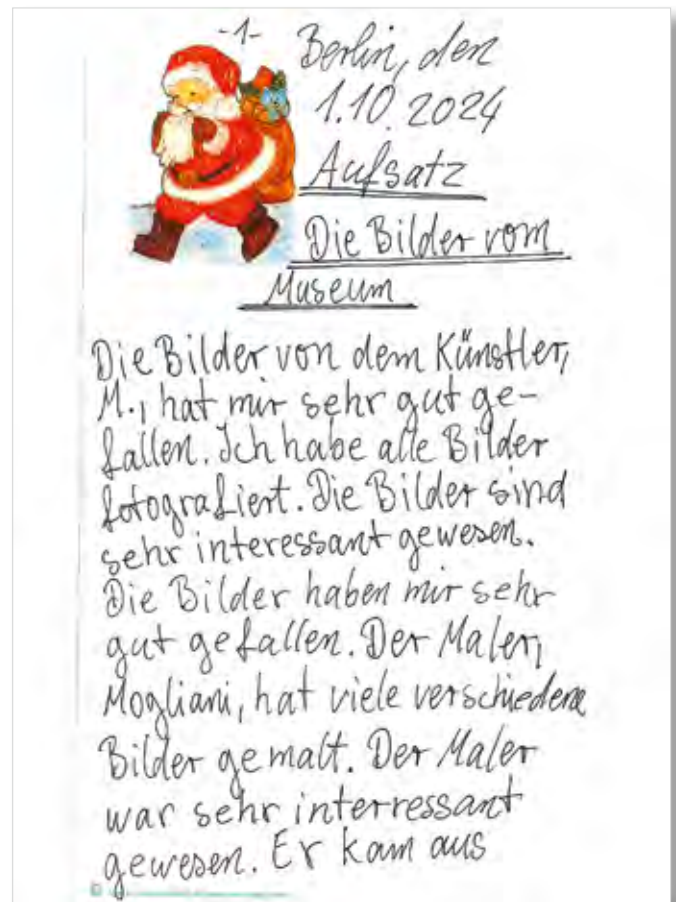 -1-
Berlin, den
1.10.2024
Aufsatz
Die Bilder vom
Museum
Die Bilder von dem Künstler,
M., hat mir sehr gut ge-
fallen. Ich habe alle Bilder
fotografiert. Die Bilder sind
sehr interessant gewesen.
Die Bilder haben mir sehr
gut gefallen. Der Maler,
Mogliani, hat viele verschiedene
Bilder gemalt. Der Maler
war sehr interressant
gewesen. Er kam aus